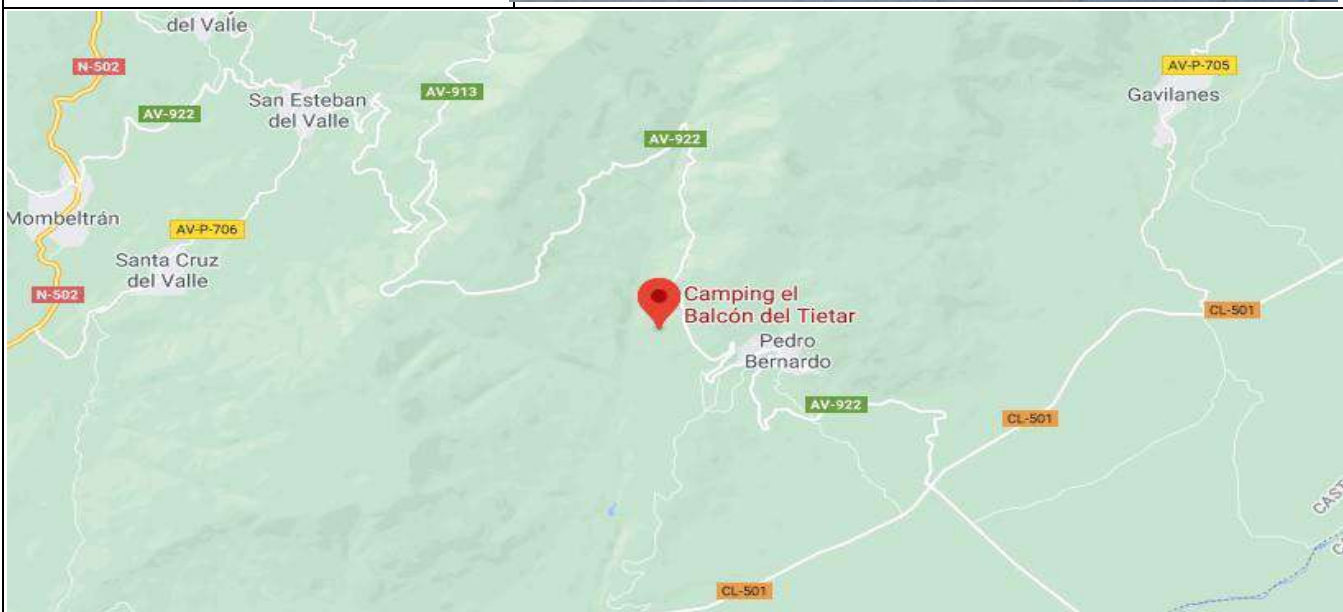 del Valle
N-502
AV-P-705
AV-913
San Esteban
del Valle
AV-922
Gavilanes
AV-922
Mombeltrán
AV-P-706
Santa Cruz
del Valle
N-502
Camping el
Balcón del Tietar
CL-501
Pedro
Bernardo
AV-922
CL-501
CAST
CL-501